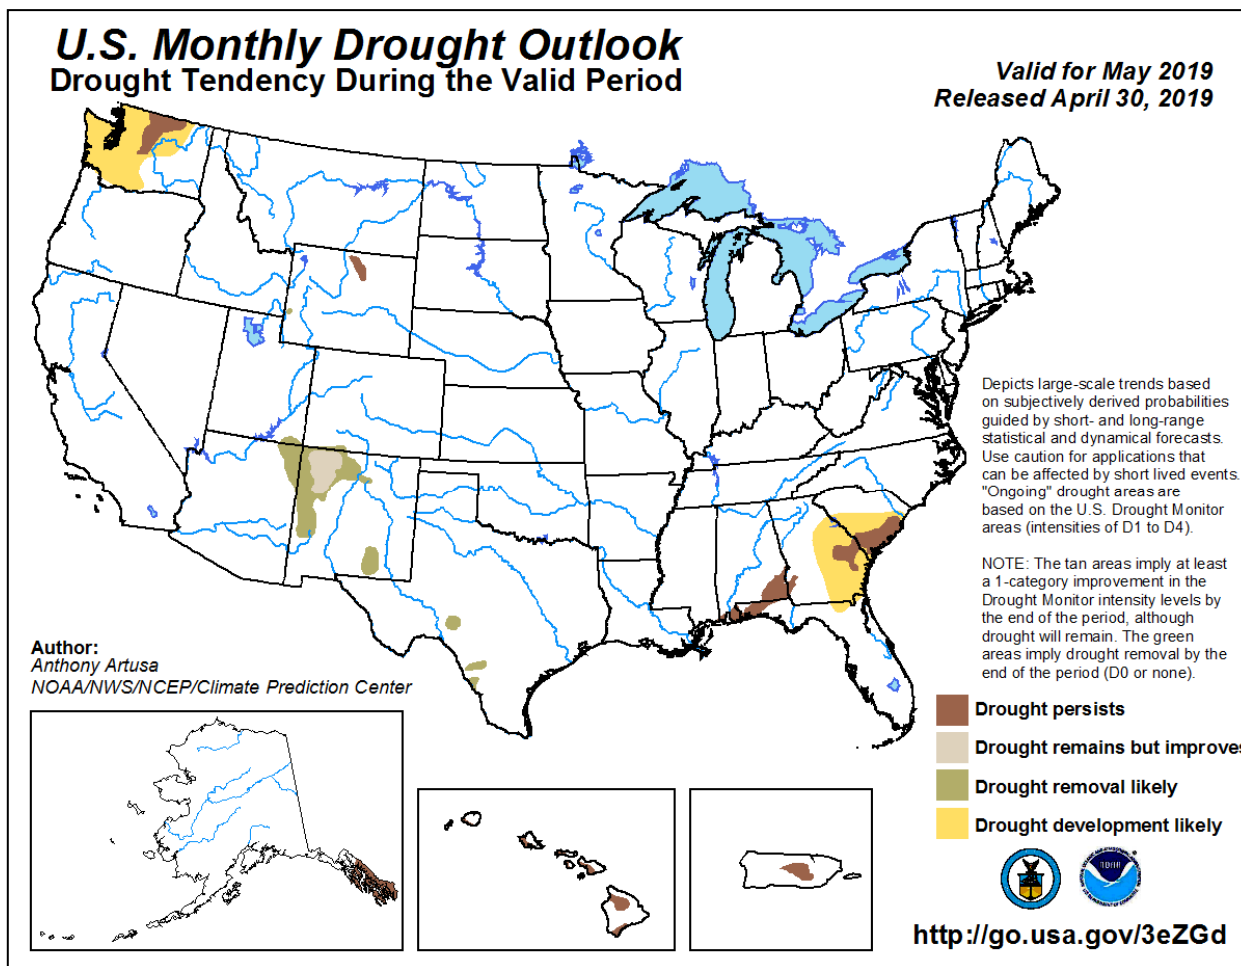 U.S. Monthly Drought Outlook
Drought Tendency During the Valid Period
Valid for May 2019
Released April 30, 2019
Depicts large-scale trends based
on subjectively derived probabilities
guided by short- and long-range
statistical and dynamical forecasts.
Use caution for applications that
can be affected by short lived events.
"Ongoing" drought areas are
based on the U.S. Drought Monitor
areas (intensities of D1 to D4).
NOTE: The tan areas imply at least
a 1-category improvement in the
Drought Monitor intensity levels by
the end of the period, although
drought will remain. The green
areas imply drought removal by the
end of the period (D0 or none).
Author:
Anthony Artusa
NOAA/NWS/NCEP/Climate Prediction Center
Drought persists
Drought remains but improves
Drought removal likely
Drought development likely
http://go.usa.gov/3eZGd